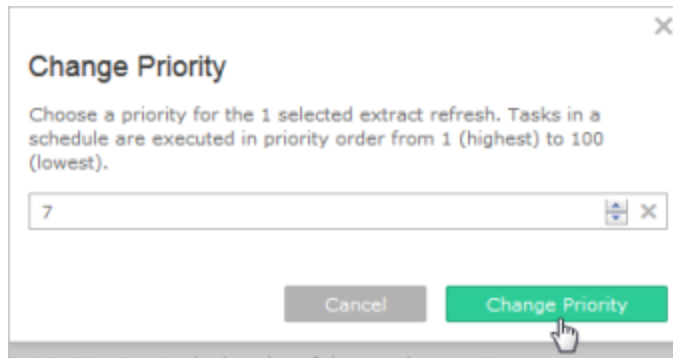 Change Priority
Choose a priority for the 1 selected extract refresh. Tasks in a
schedule are executed in priority order from 1 (highest) to 100
(lowest).
7
Cancel
Change Priority